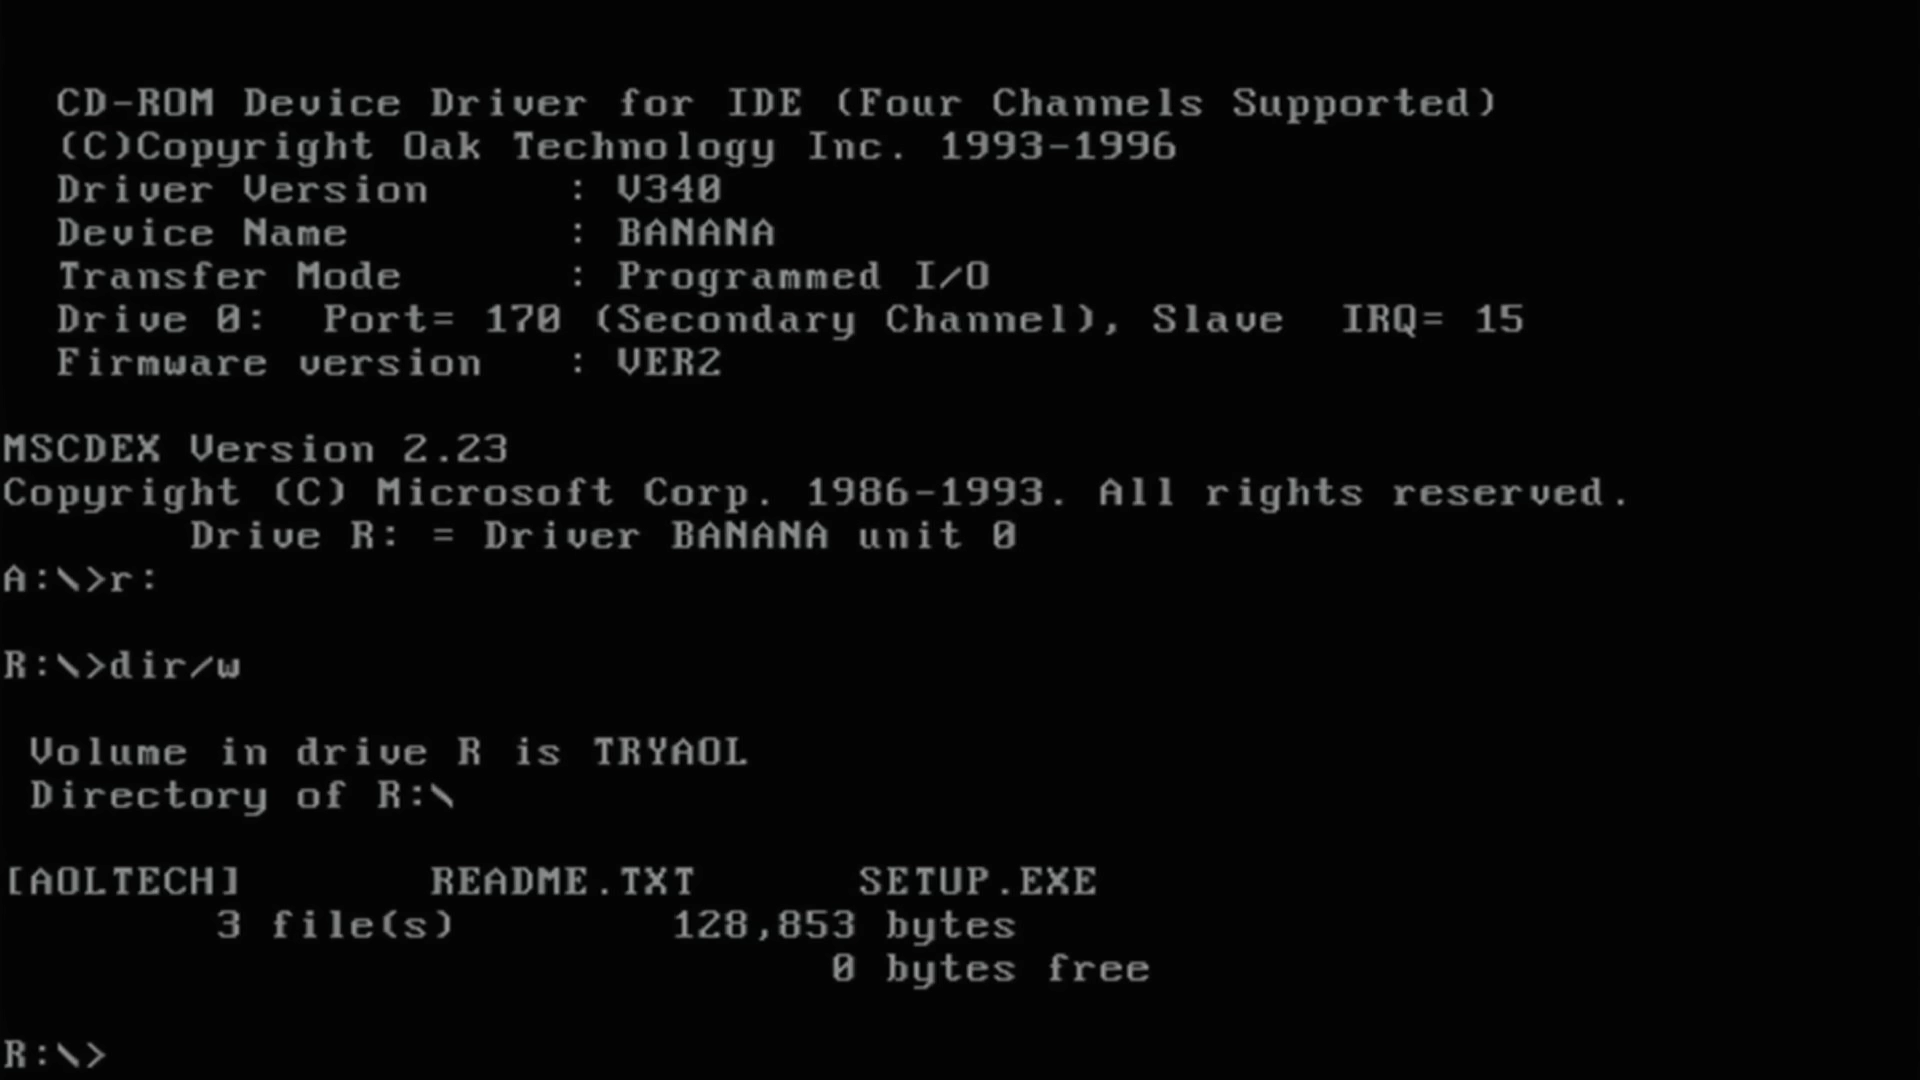 CD-ROM Device Driver for IDE (Four Channels Supported)
(C)Copyright Oak Technology Inc. 1993-1996
Driver Version     : V340
Device Name        : BANANA
Transfer Mode      : Programmed I/O
Drive 0:  Port= 170 (Secondary Channel), Slave  IRQ= 15
Firmware version   : VER2
MSCDEX Version 2.23
Copyright (C) Microsoft Corp. 1986-1993. All rights reserved.
Drive R: = Driver BANANA unit 0
A:\>r:
R:\>dir/w
Volume in drive R is TRYAOL
Directory of R:\
[AOLTECH]       README.TXT      SETUP.EXE
3 file(s)        128,853 bytes
0 bytes free
R:\>